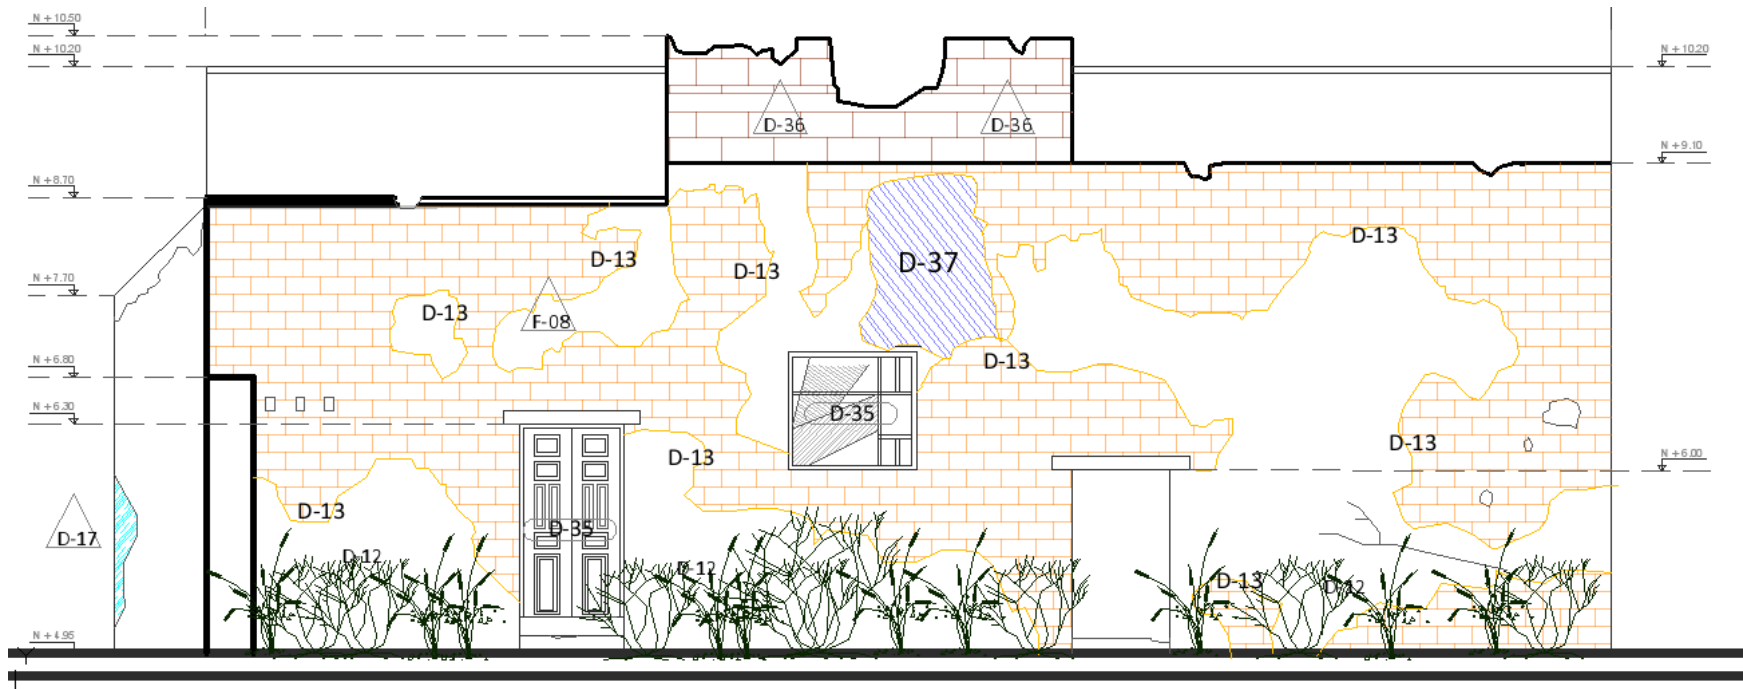 N + 10.50
N + 10.20
N + 10.20
D-36
D-36
N + 9.10
N + 8.70
D-13
D-13
D-13
D-37
N + 7.70
D-13
F-08
D-13
N + 6.80
N + 6.30
D-35
D-13
D-13
N + 6.00
D-13
D-35
D-17
D-12
D-12
D-13
D-12
N + 4.95